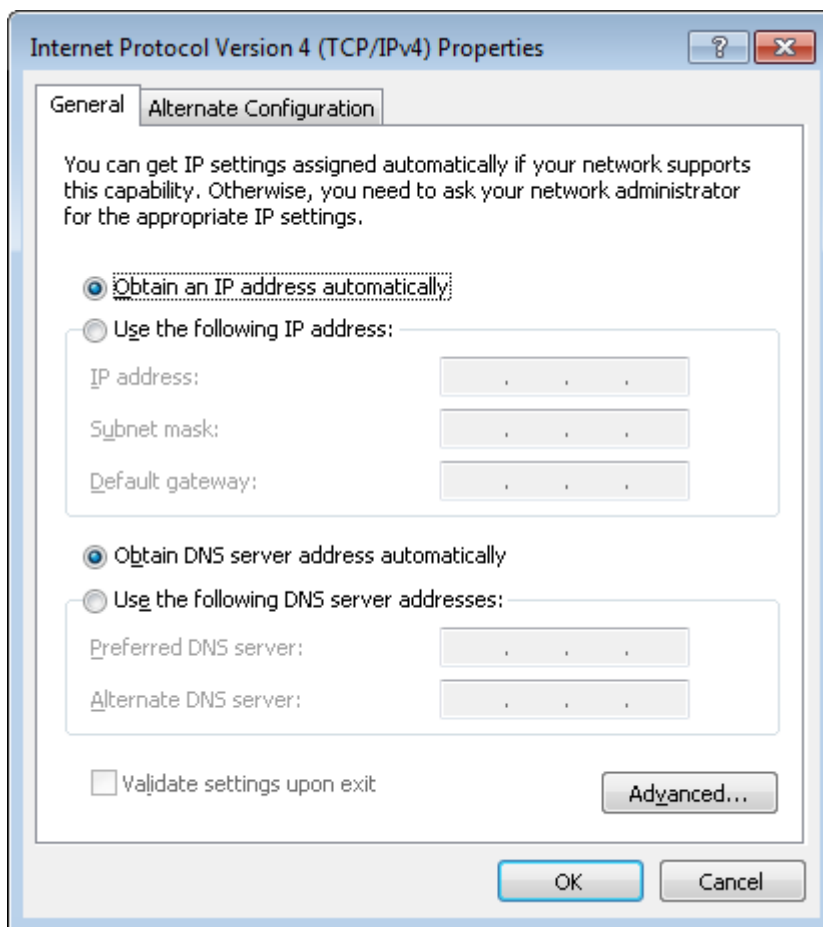 Internet Protocol Version 4 (TCP/IPv4) Properties
General
Alternate Configuration
You can get IP settings assigned automatically if your network supports
this capability. Otherwise, you need to ask your network administrator
for the appropriate IP settings.
Obtain an IP address automatically
Use the following IP address:
IP address:
Subnet mask:
Default gateway:
Obtain DNS server address automatically
Use the following DNS server addresses:
Preferred DNS server:
Alternate DNS server:
Validate settings upon exit
Advanced...
OK
Cancel